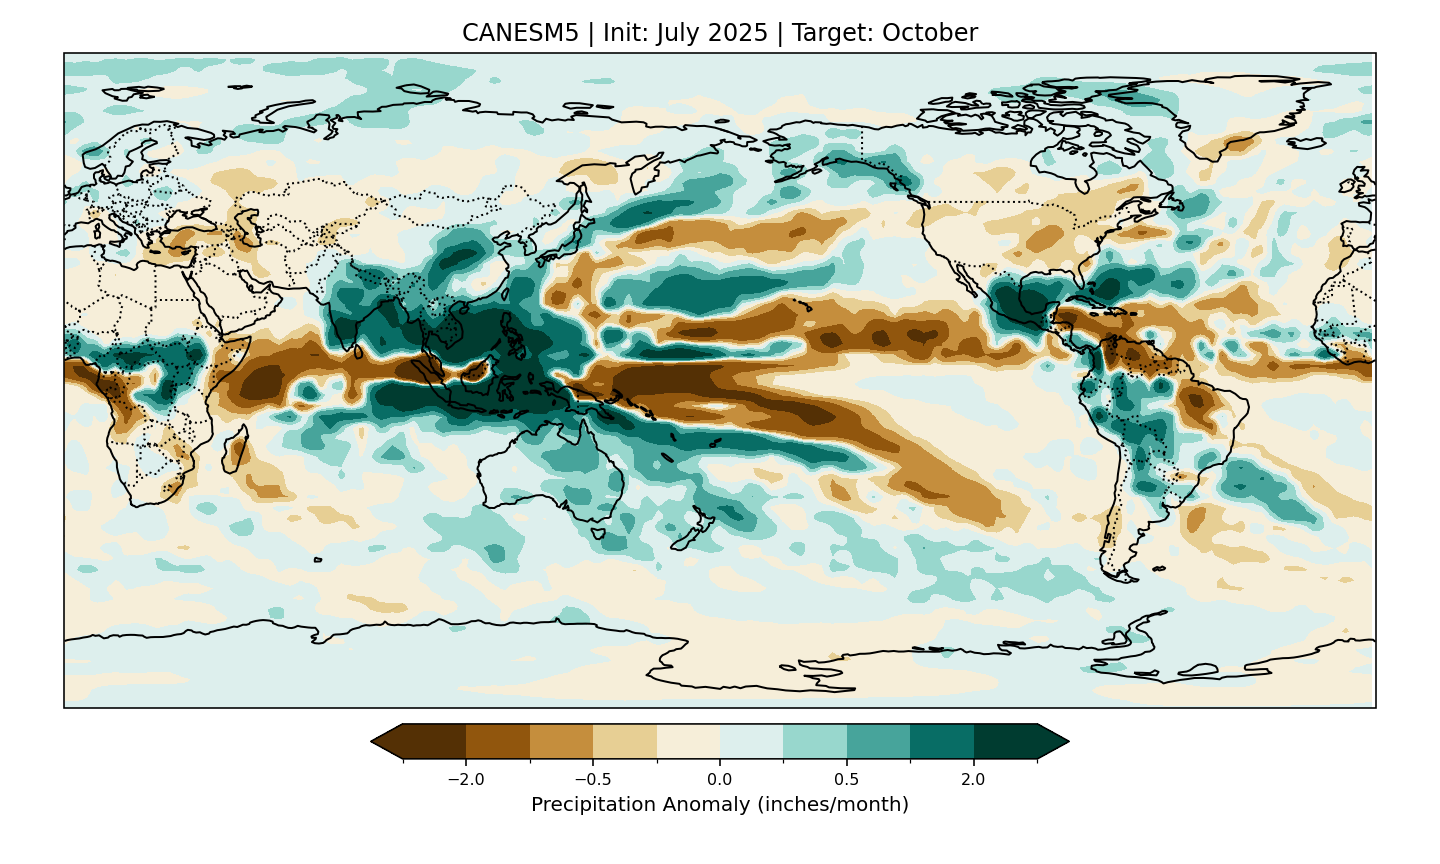 CANESM5 | Init: July 2025 | Target: October
−2.0 −0.5 0.0 0.5 2.0
Precipitation Anomaly (inches/month)